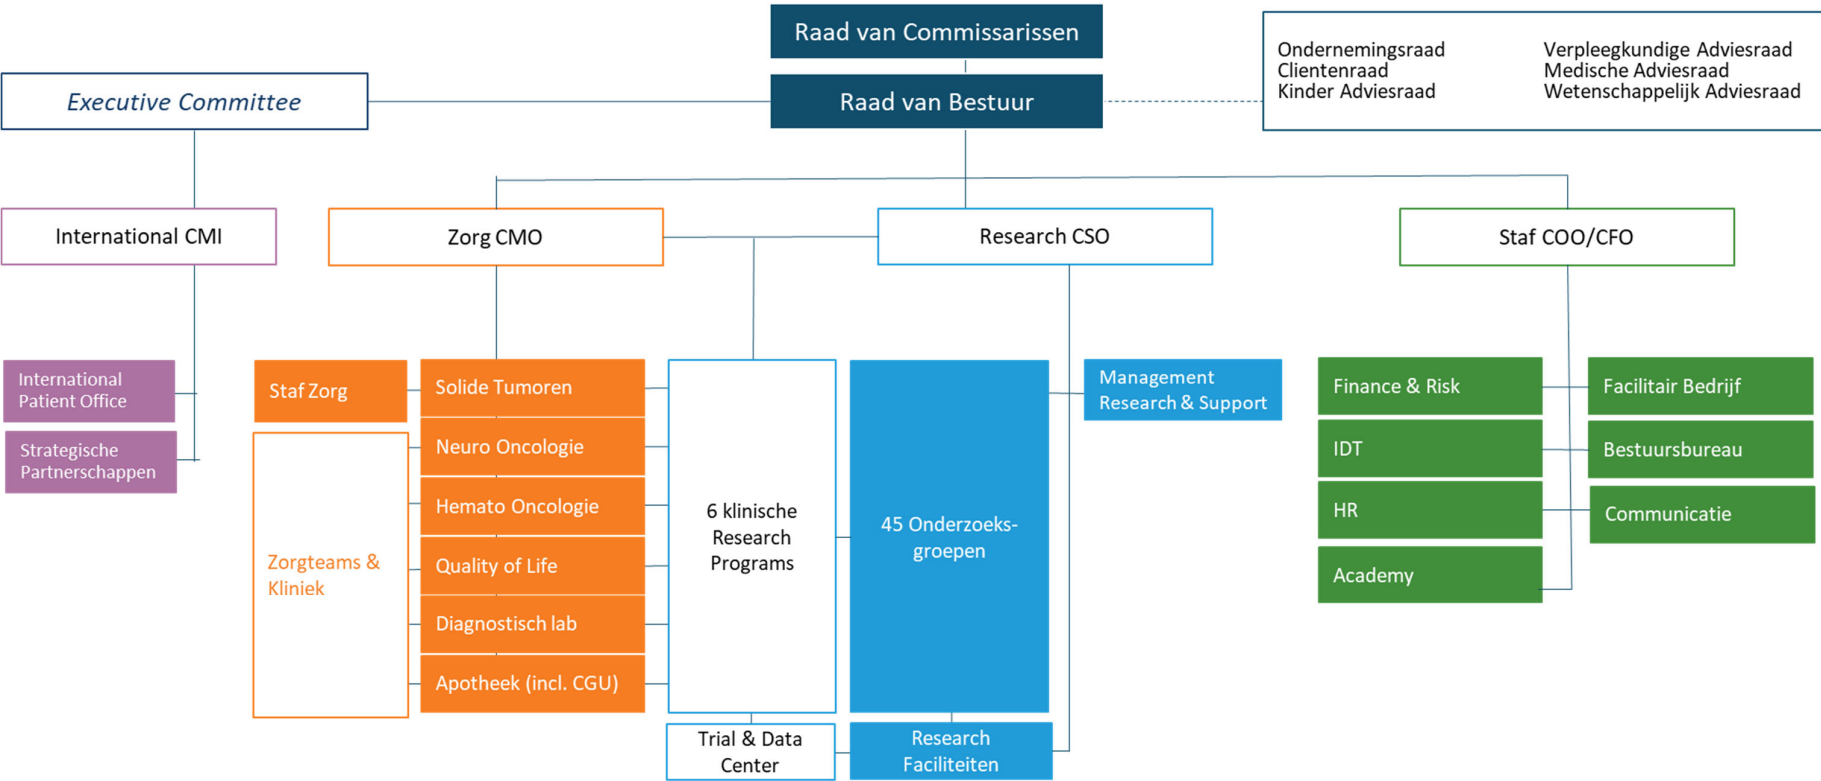 Raad van Commissarissen
Ondernemingsraad
Clientenraad
Kinder Adviesraad
Verpleegkundige Adviesraad
Medische Adviesraad
Wetenschappelijk Adviesraad
Executive Committee
Raad van Bestuur
International CMI
Zorg CMO
Research CSO
Staf COO/CFO
International
Patient Office
Strategische
Partnerschappen
Staf Zorg
Zorgteams &
Kliniek
Solide Tumoren
Neuro Oncologie
Hemato Oncologie
Quality of Life
Diagnostisch lab
Apotheek (incl. CGU)
6 klinische
Research
Programs
Trial & Data
Center
45 Onderzoeks-
groepen
Research
Faciliteiten
Management
Research & Support
Finance & Risk
IDT
HR
Academy
Facilitair Bedrijf
Bestuursbureau
Communicatie